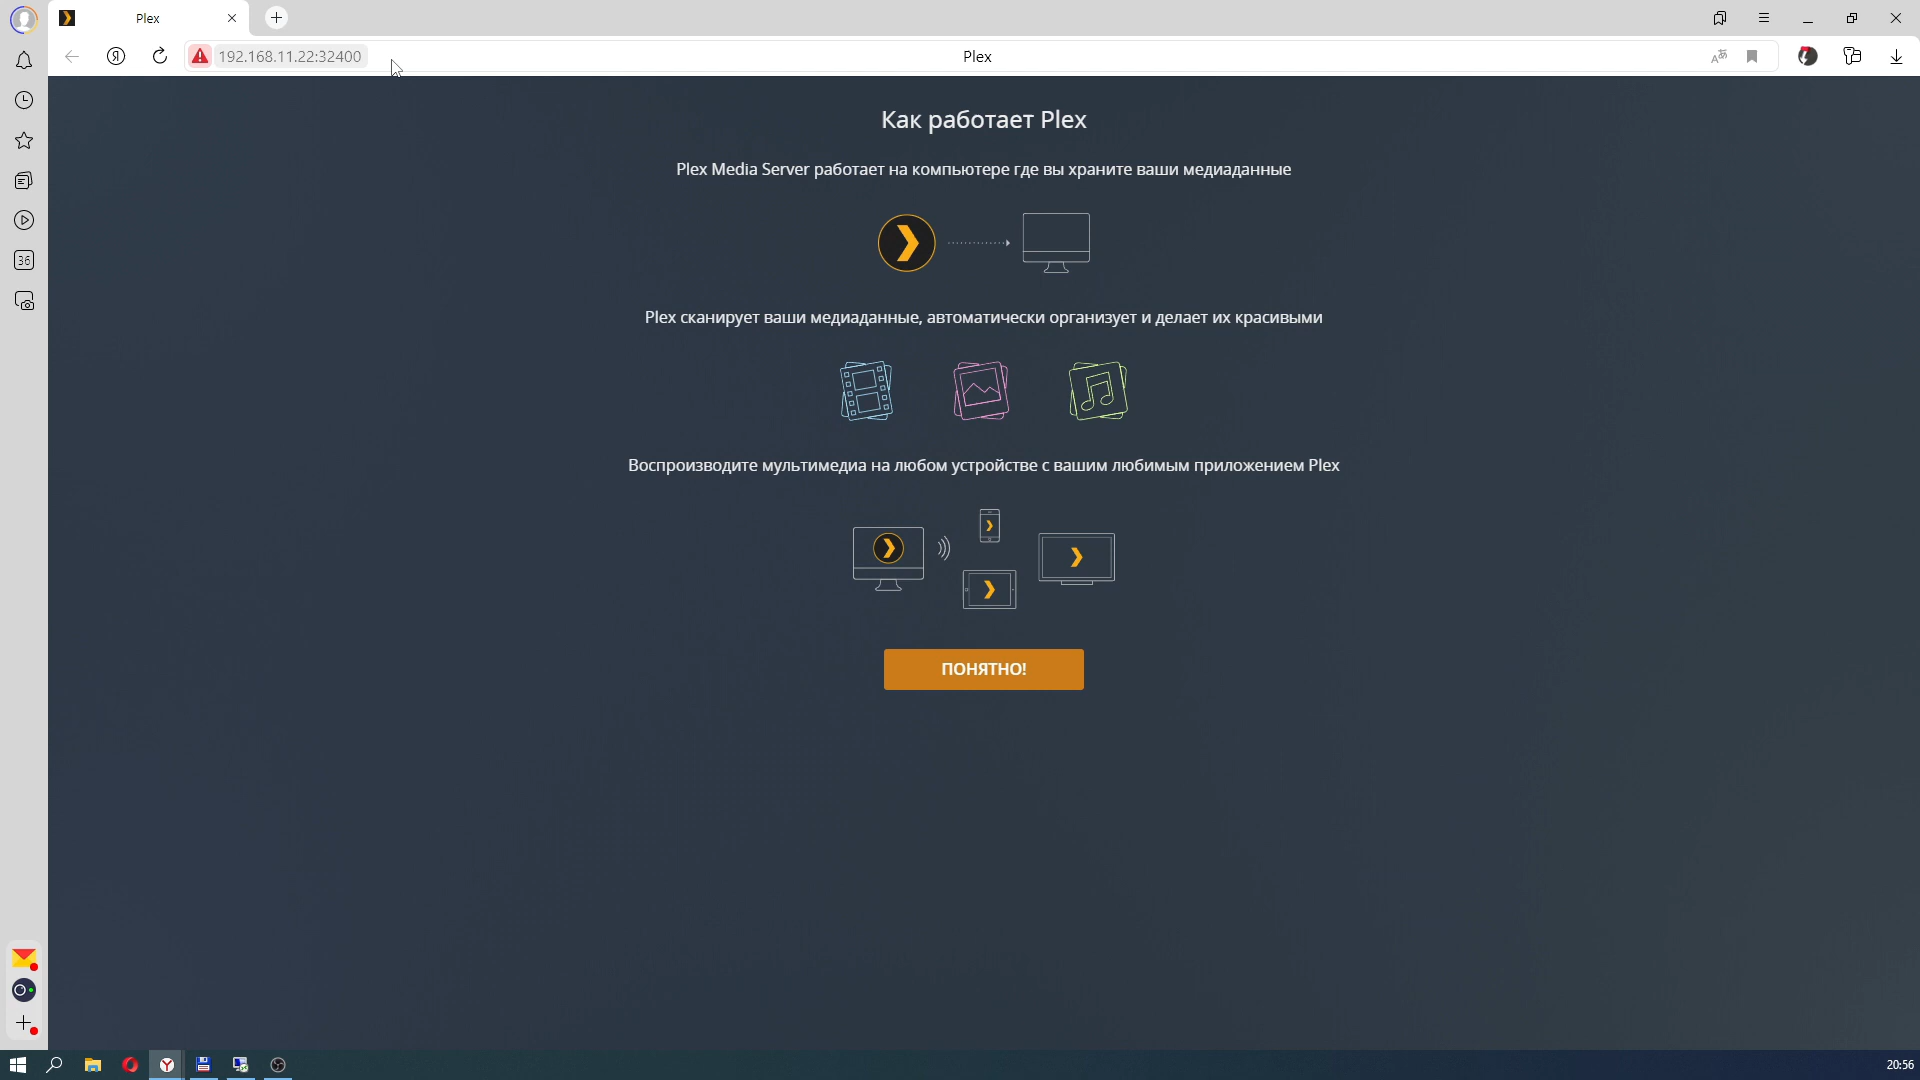 Plex
192.168.11.22:32400
Plex
Как работает Plex
Plex Media Server работает на компьютере где вы храните ваши медиаданные
Plex сканирует ваши медиаданные, автоматически организует и делает их красивыми
Воспроизводите мультимедиа на любом устройстве с вашим любимым приложением Plex
ПОНЯТНО!
36
20:56